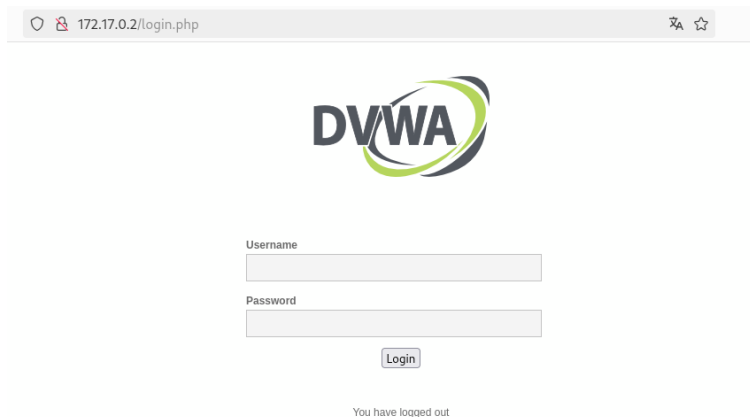 172.17.0.2/login.php
DVWA
Username
Password
Login
You have logged out